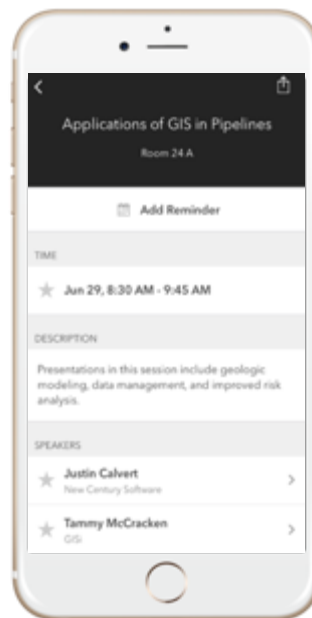 Applications of GIS in Pipelines
Room 24 A
Add Reminder
TIME
Jun 29, 8:30 AM - 9:45 AM
DESCRIPTION
Presentations in this session include geologic
modeling, data management, and improved risk
analysis.
SPEAKERS
Justin Calvert
New Century Software
Tammy McCracken
GISi